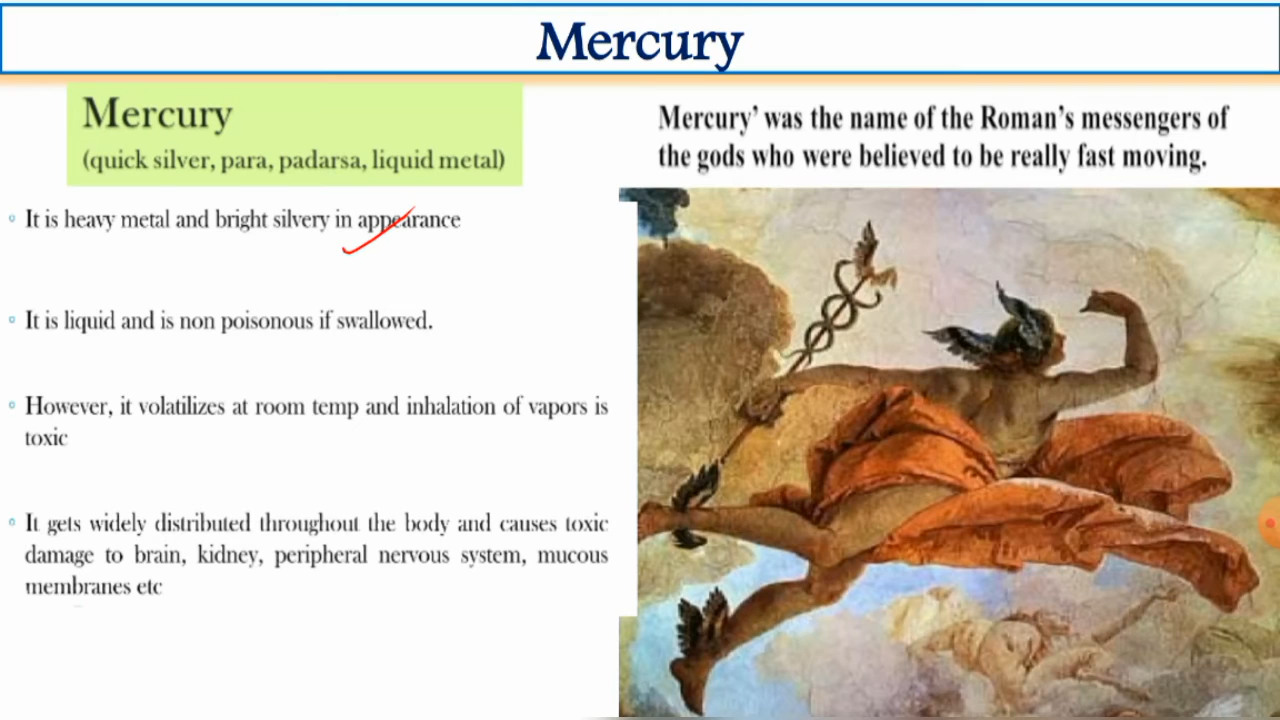 Mercury
Mercury
(quick silver, para, padarsa, liquid metal)
It is heavy metal and bright silvery in appearance
It is liquid and is non poisonous if swallowed.
However, it volatilizes at room temp and inhalation of vapors is
toxic
It gets widely distributed throughout the body and causes toxic
damage to brain, kidney, peripheral nervous system, mucous
membranes etc
Mercury’ was the name of the Roman’s messengers of
the gods who were believed to be really fast moving.